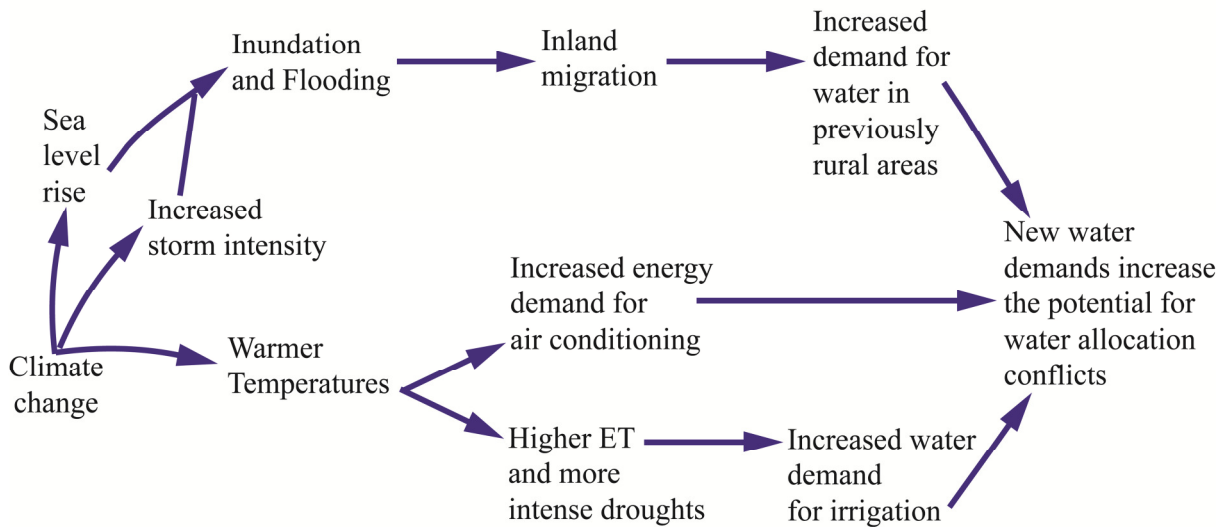 Inundation
and Flooding
Inland
migration
Increased
demand for
water in
previously
rural areas
Sea
level
rise
Increased
storm intensity
New water
demands increase
the potential for
water allocation
conflicts
Increased energy
demand for
air conditioning
Climate
change
Warmer
Temperatures
Higher ET
and more
intense droughts
Increased water
demand
for irrigation